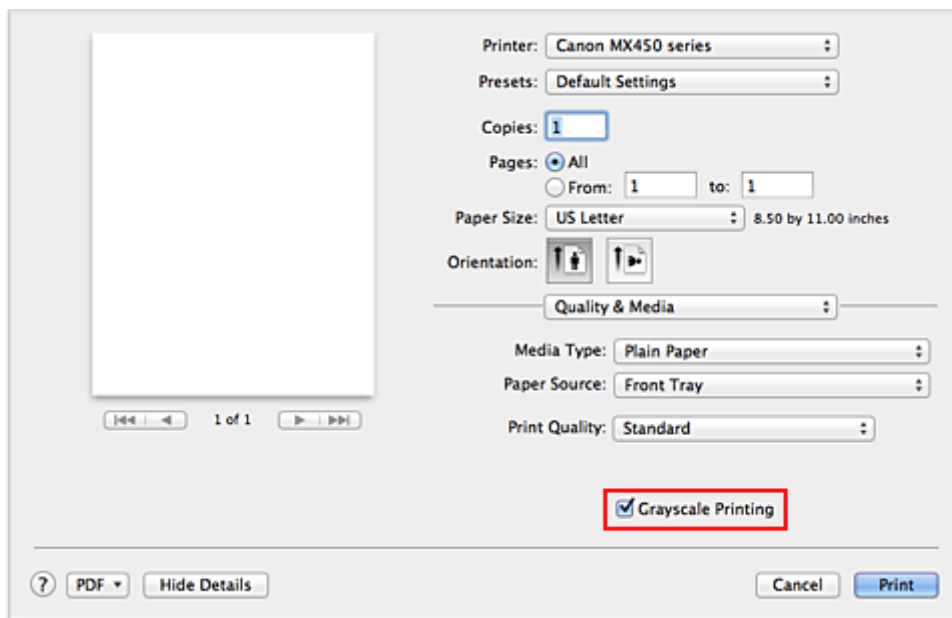 Printer: Canon MX450 series
Presets: Default Settings
Copies: 1
Pages: All
From: 1 to: 1
Paper Size: US Letter 8.50 by 11.00 inches
Orientation:
Quality & Media
Media Type: Plain Paper
Paper Source: Front Tray
1 of 1
Print Quality: Standard
Grayscale Printing
? PDF Hide Details Cancel Print